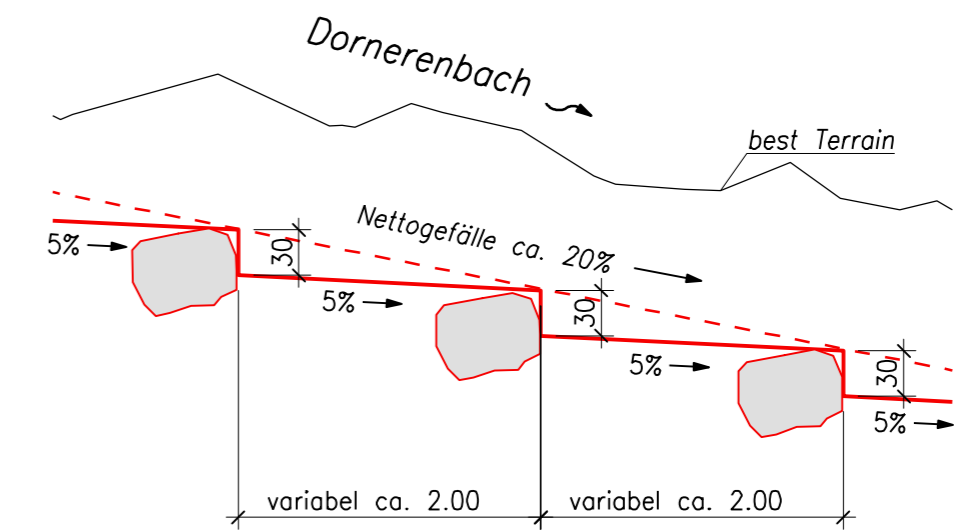 Dornerenbach
best Terrain
Nettogefälle ca. 20%
5%
30
5%
30
5%
30
5%
variabel ca. 2.00
variabel ca. 2.00